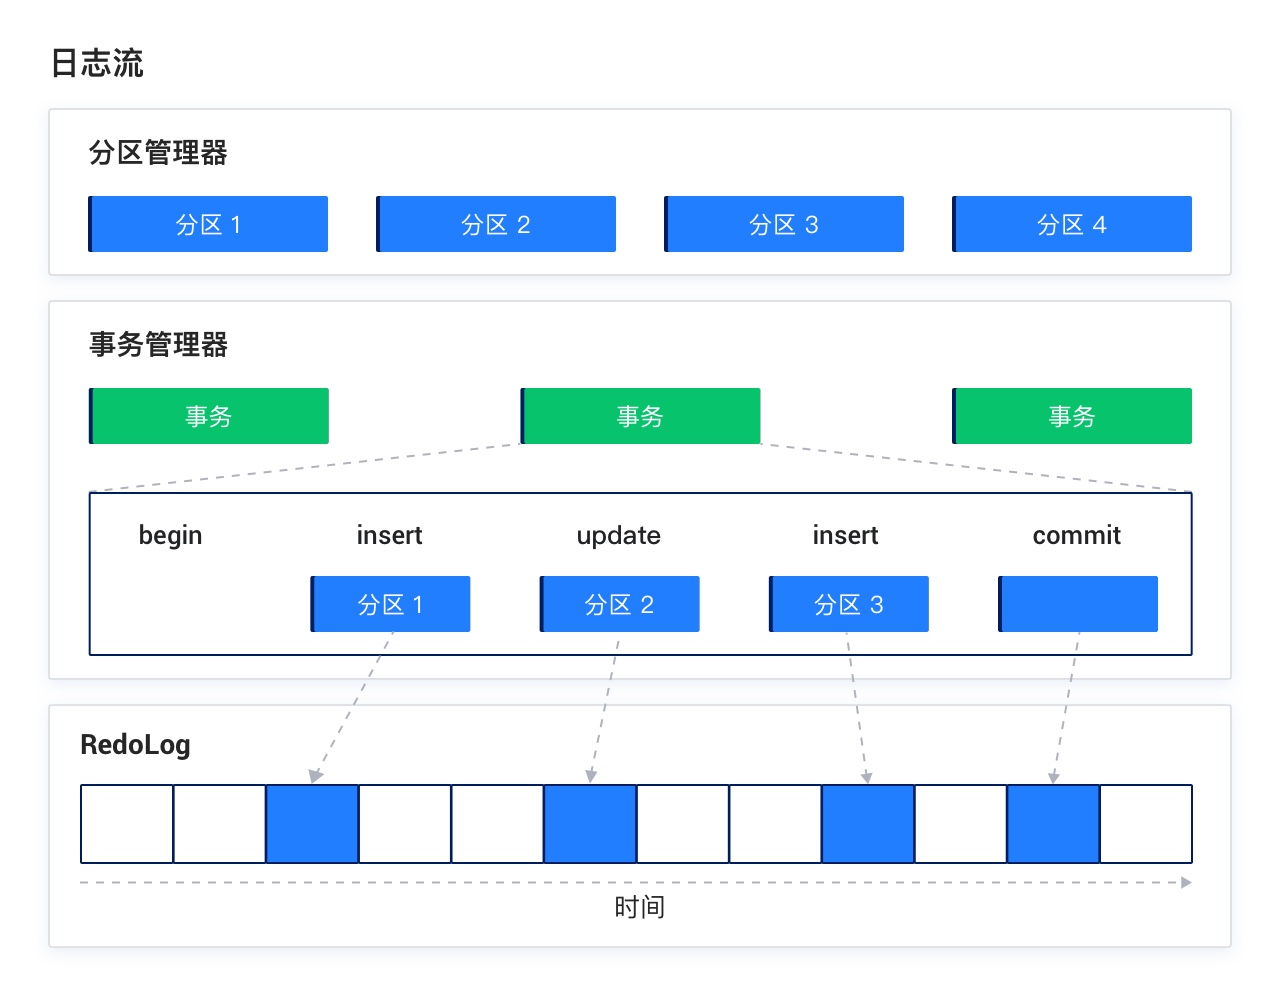 日志流
分区管理器
分区 1
分区 2
分区 3
分区 4
事务管理器
事务
事务
事务
begin
insert
update
insert
commit
分区 1
分区 2
分区 3
RedoLog
时间